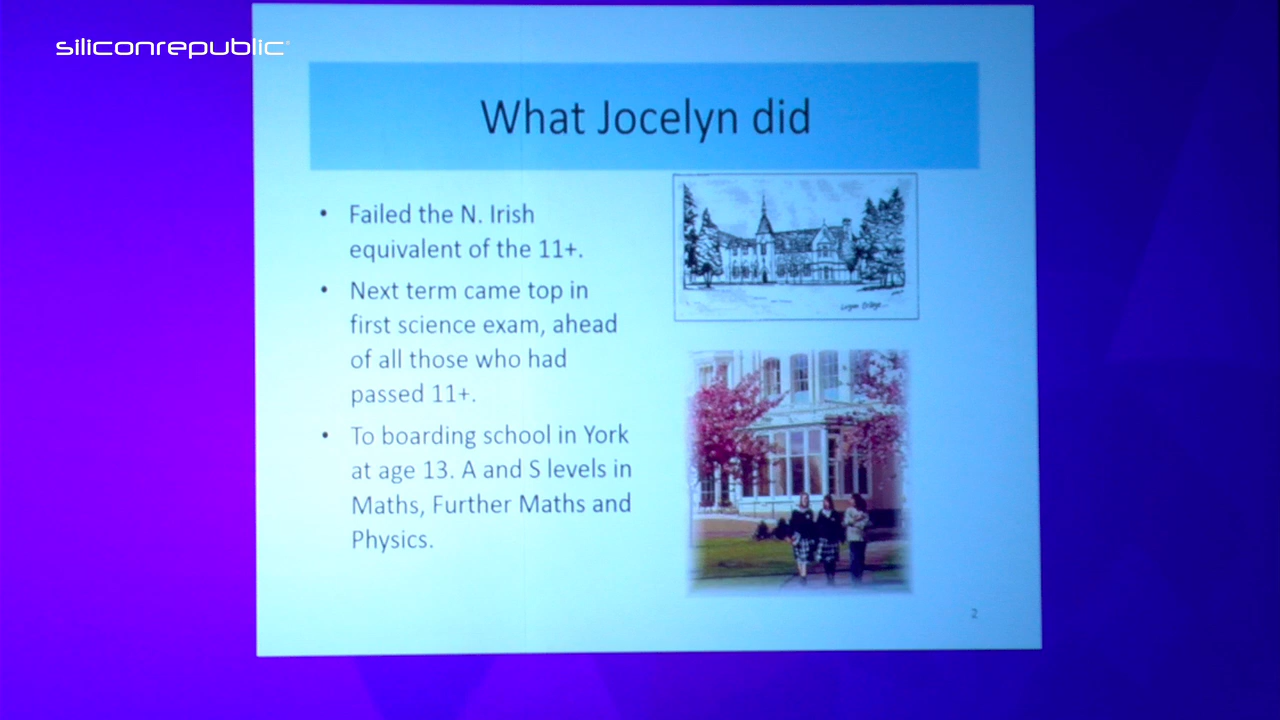 siliconrepublic
What Jocelyn did
• Failed the N. Irish
equivalent of the 11+.
• Next term came top in
first science exam, ahead
of all those who had
passed 11+.
• To boarding school in York
at age 13. A and S levels in
Maths, Further Maths and
Physics.
2